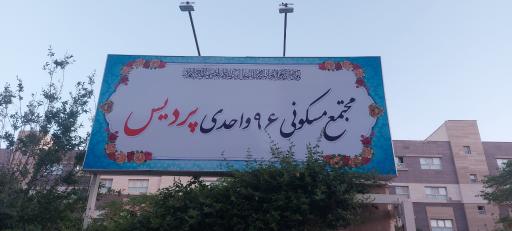 مجتمع مسکونی ۹۶ واحدی پردیس